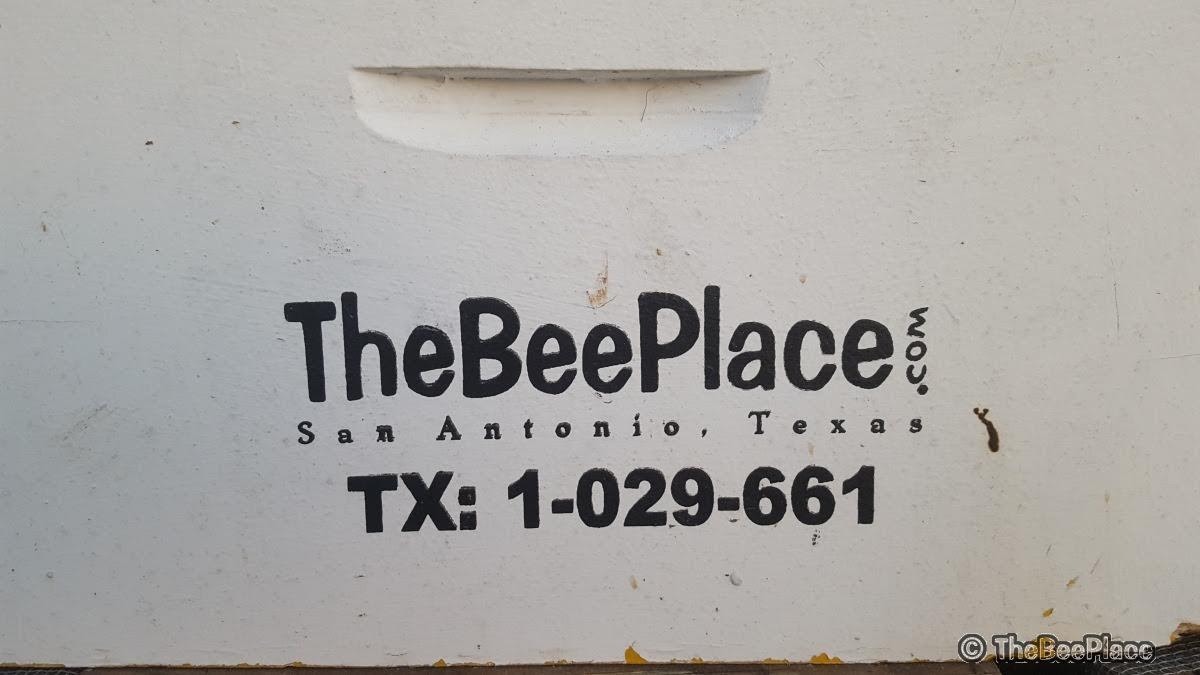 TheBeePlace.com
San Antonio, Texas
TX: 1-029-661
© TheBeePlace